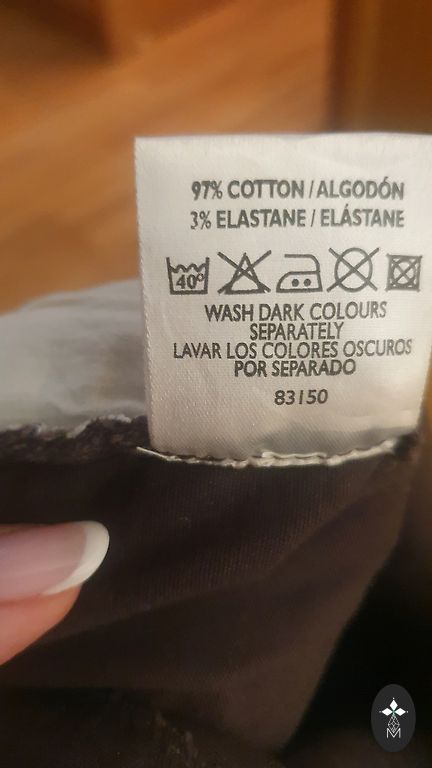 97% COTTON / ALGODÓN
3% ELASTANE / ELÁSTANE
40°
WASH DARK COLOURS
SEPARATELY
LAVAR LOS COLORES OSCUROS
POR SEPARADO
83150
M